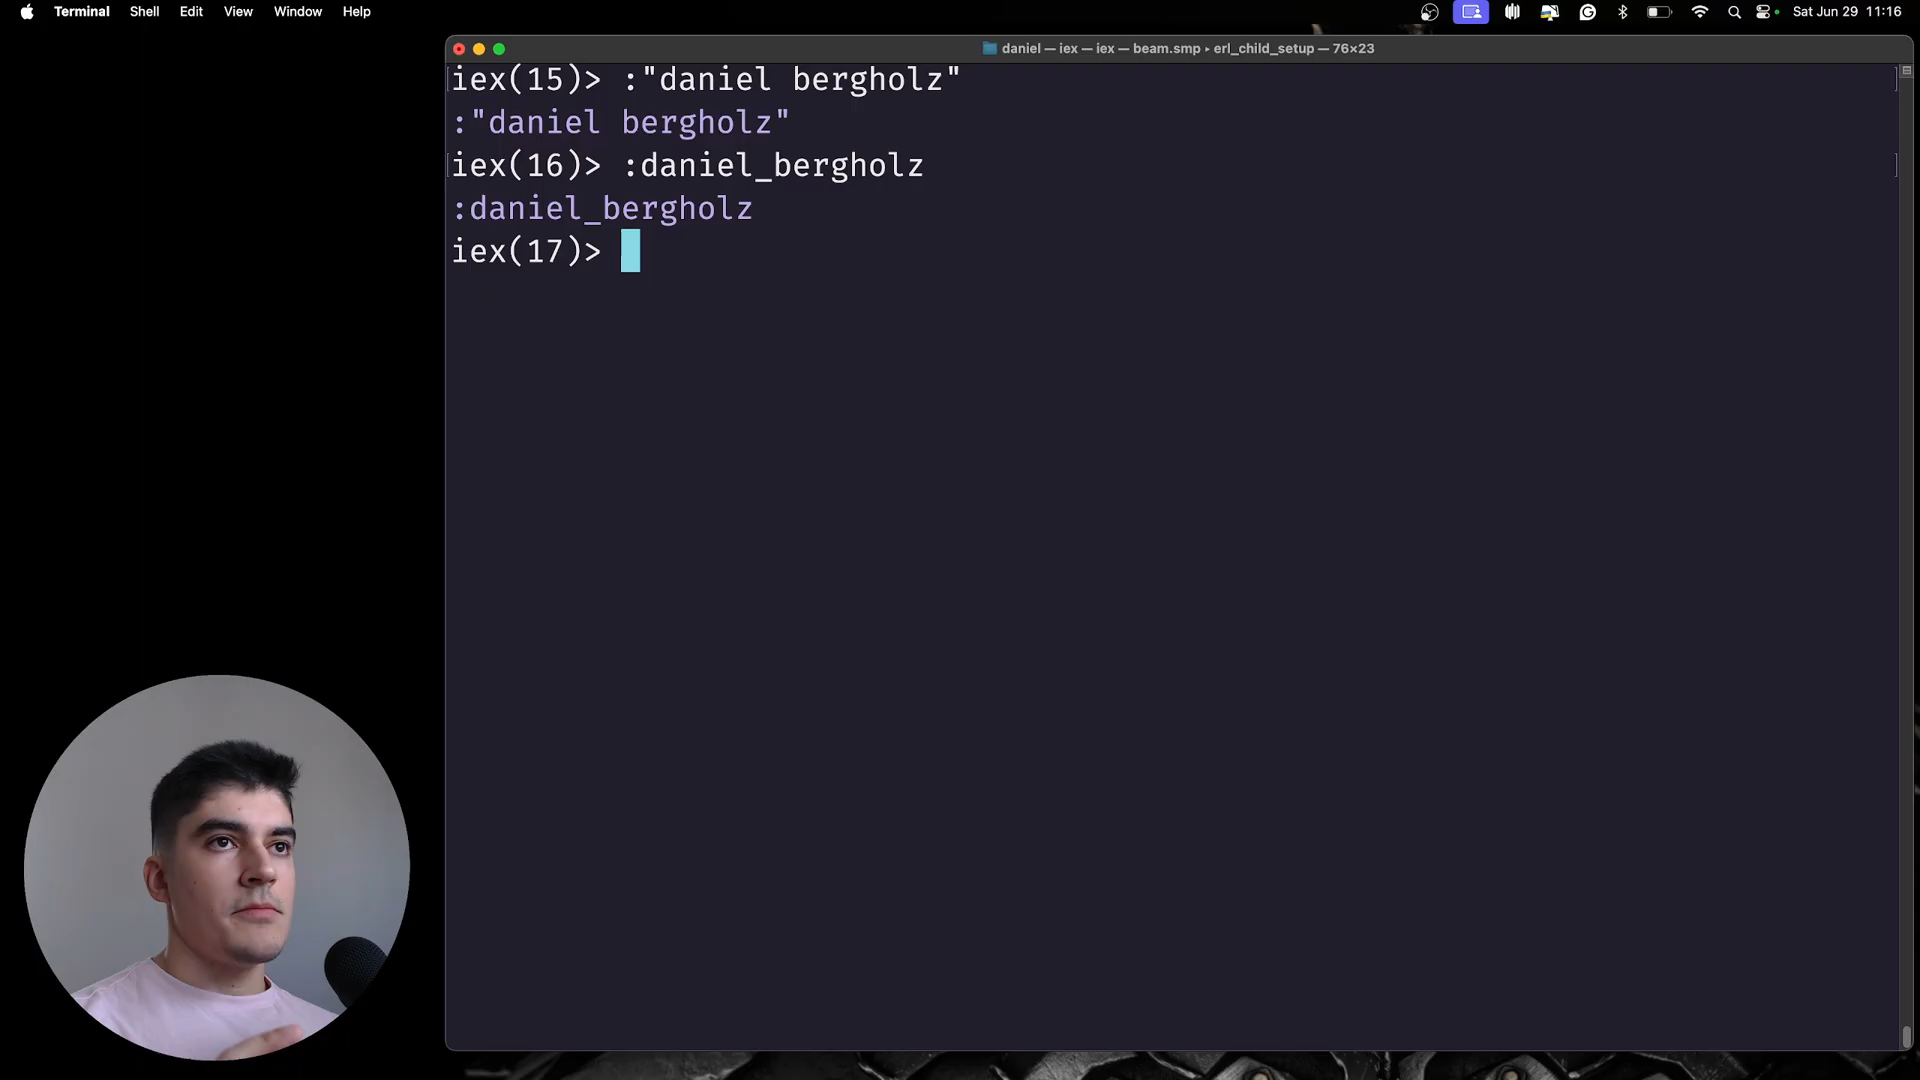 Terminal Shell Edit View Window Help Sat Jun 29 11:16
daniel — iex — iex — beam.smp ▸ erl_child_setup — 76×23
iex(15)> :"daniel bergholz"
:"daniel bergholz"
iex(16)> :daniel_bergholz
:daniel_bergholz
iex(17)>